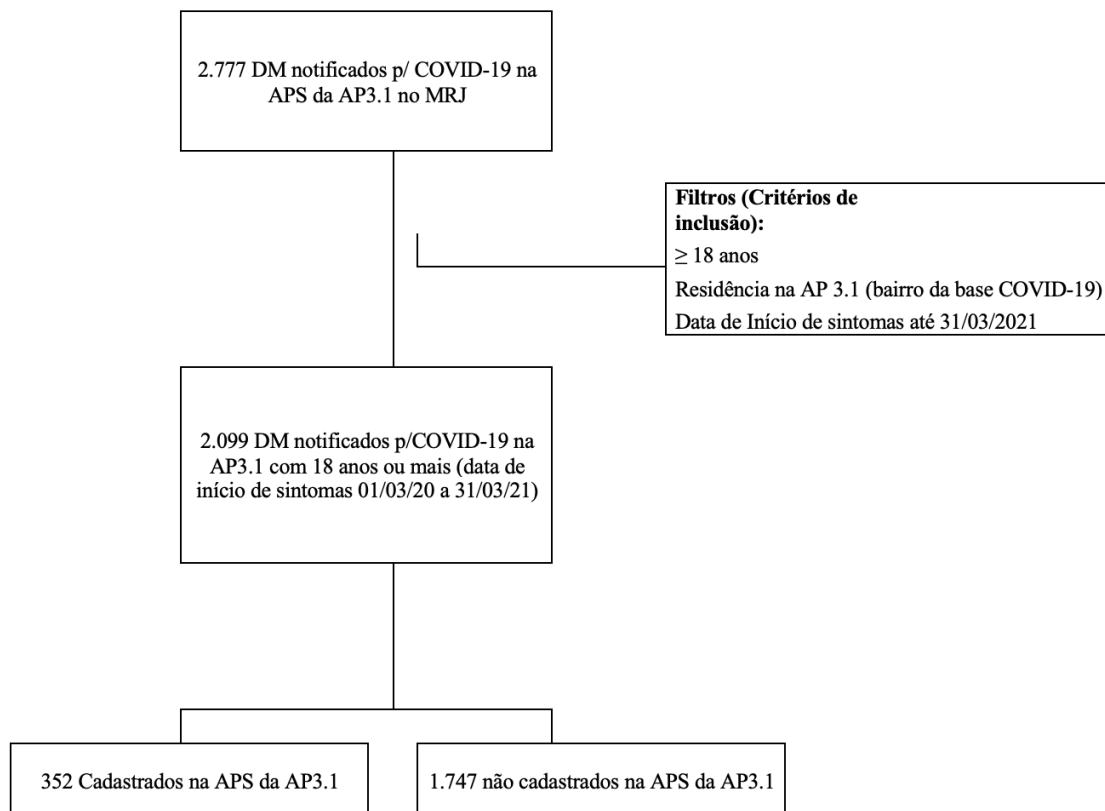 2.777 DM notificados p/ COVID-19 na
APS da AP3.1 no MRJ
Filtros (Critérios de
inclusão):
≥ 18 anos
Residência na AP 3.1 (bairro da base COVID-19)
Data de Início de sintomas até 31/03/2021
2.099 DM notificados p/COVID-19 na
AP3.1 com 18 anos ou mais (data de
início de sintomas 01/03/20 a 31/03/21)
352 Cadastrados na APS da AP3.1
1.747 não cadastrados na APS da AP3.1